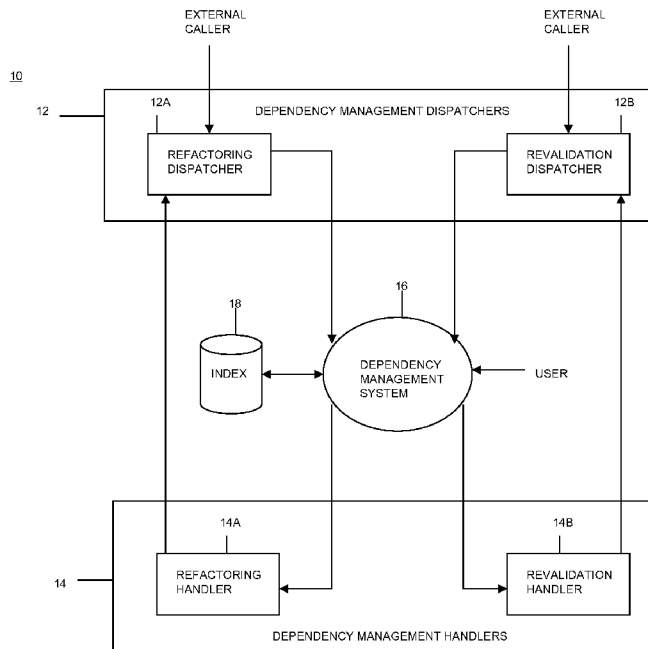 EXTERNAL
CALLER
EXTERNAL
CALLER
10
12
12A
DEPENDENCY MANAGEMENT DISPATCHERS
12B
REFACTORING
DISPATCHER
REVALIDATION
DISPATCHER
18
16
INDEX
DEPENDENCY
MANAGEMENT
SYSTEM
USER
14A
14B
14
REFACTORING
HANDLER
REVALIDATION
HANDLER
DEPENDENCY MANAGEMENT HANDLERS